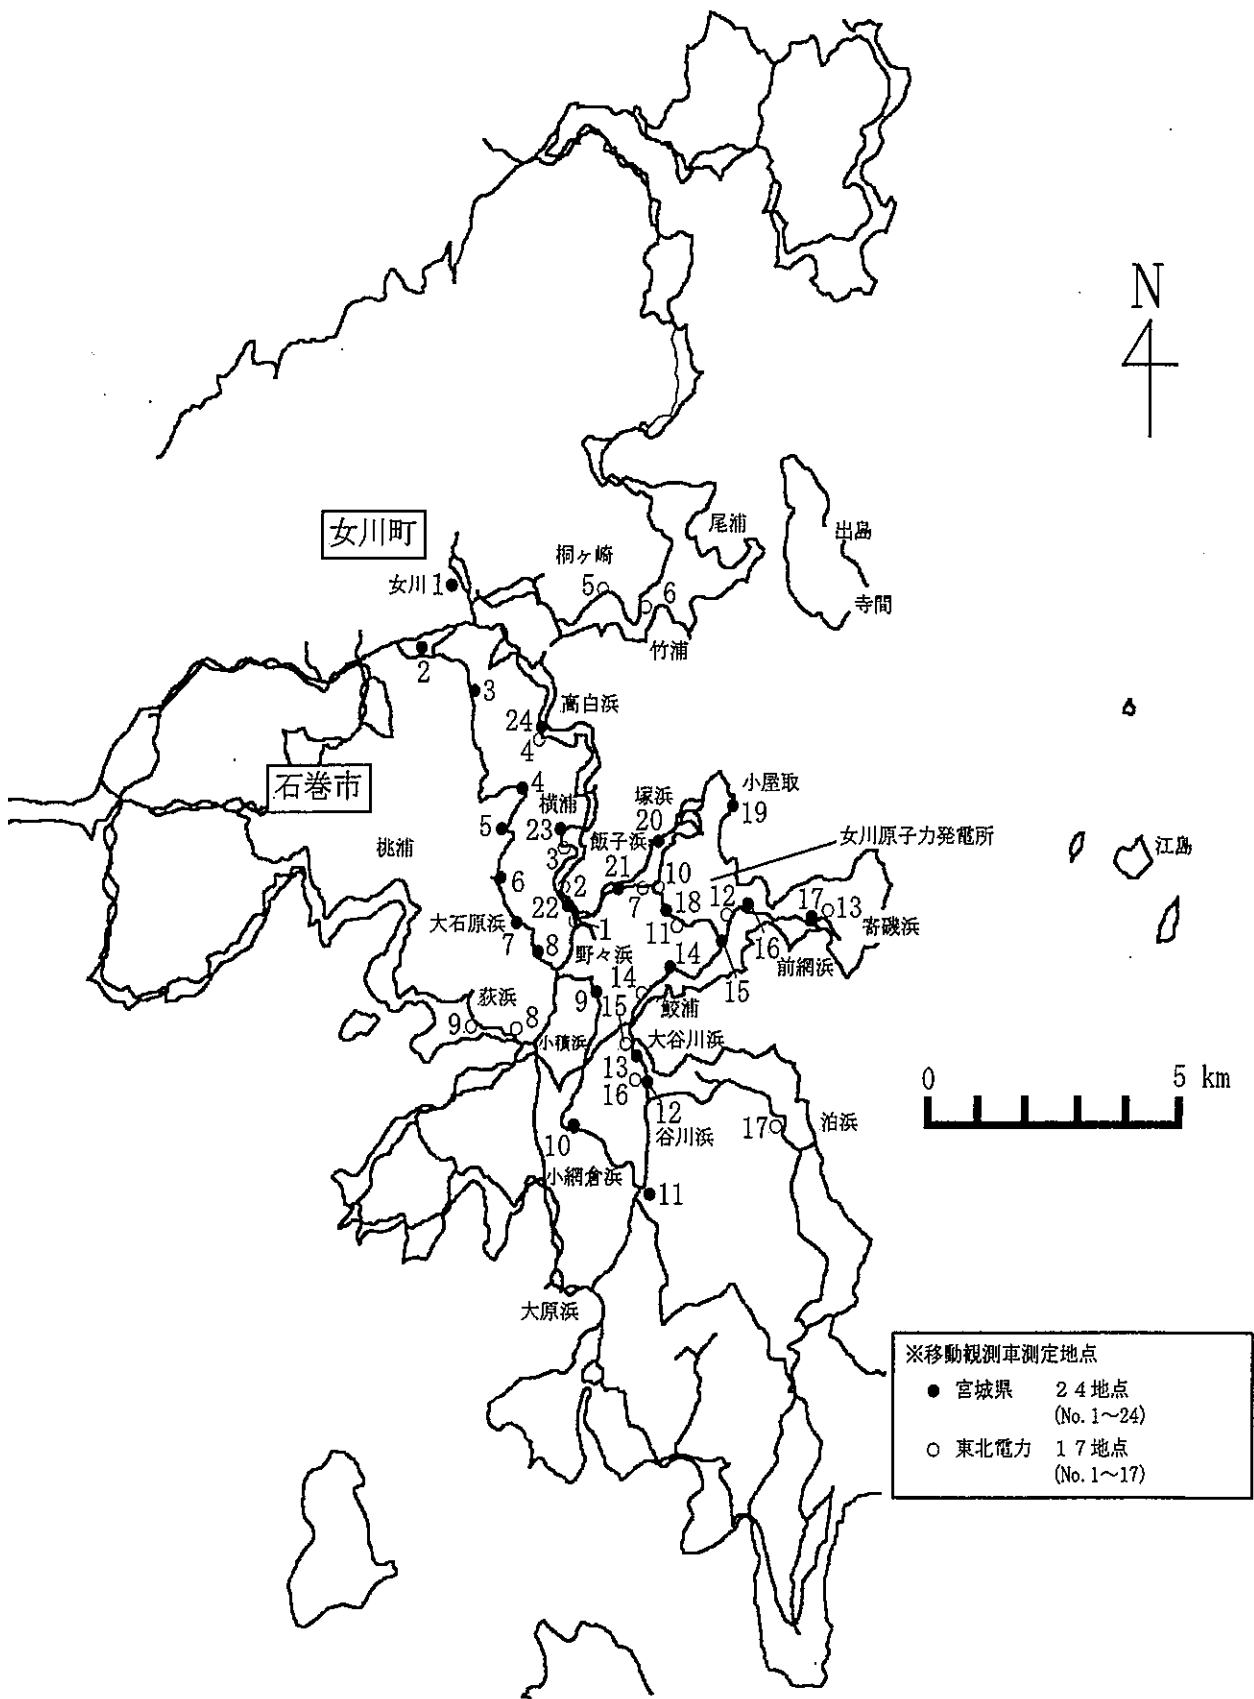 N
女川町
尾浦
出島
桐ヶ崎
女川 1
5
6
寺間
竹浦
2
3
高白浜
24
4
石巻市
4
小屋取
19
横浦
塚浜
5
23
20
女川原子力発電所
飯子浜
桃浦
3
江島
21
6
2
10
7
12
17
13
22
18
大石原浜
1
11
寄磯浜
7
8
野々浜
16
14
前網浜
15
9
14
荻浜
15
鮫浦
9
8
小積浜
大谷川浜
13
0 5 km
16
12
10
谷川浜
17
泊浜
小網倉浜
11
大原浜
※移動観測車測定地点
● 宮城県 24地点
(No.1～24)
○ 東北電力 17地点
(No.1～17)